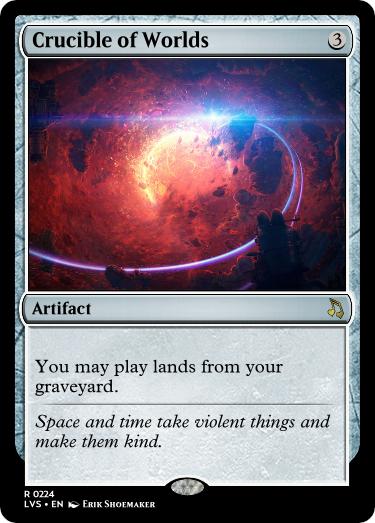 Crucible of Worlds 3
Artifact
You may play lands from your
graveyard.
Space and time take violent things and
make them kind.
R 0224
LVS • EN Erik Shoemaker